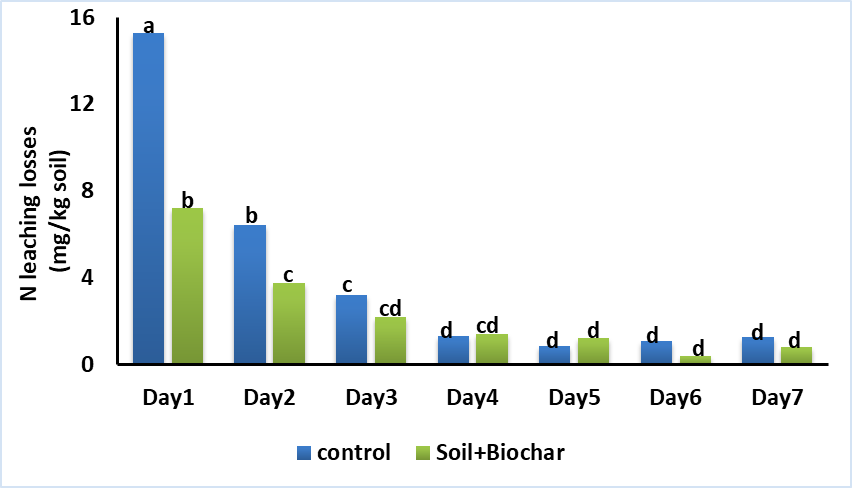 N leaching losses
(mg/kg soil)
16
12
8
4
0
a
b
b
c
c
cd
d
cd
d
d
d
d
d
d
Day1
Day2
Day3
Day4
Day5
Day6
Day7
control
Soil+Biochar